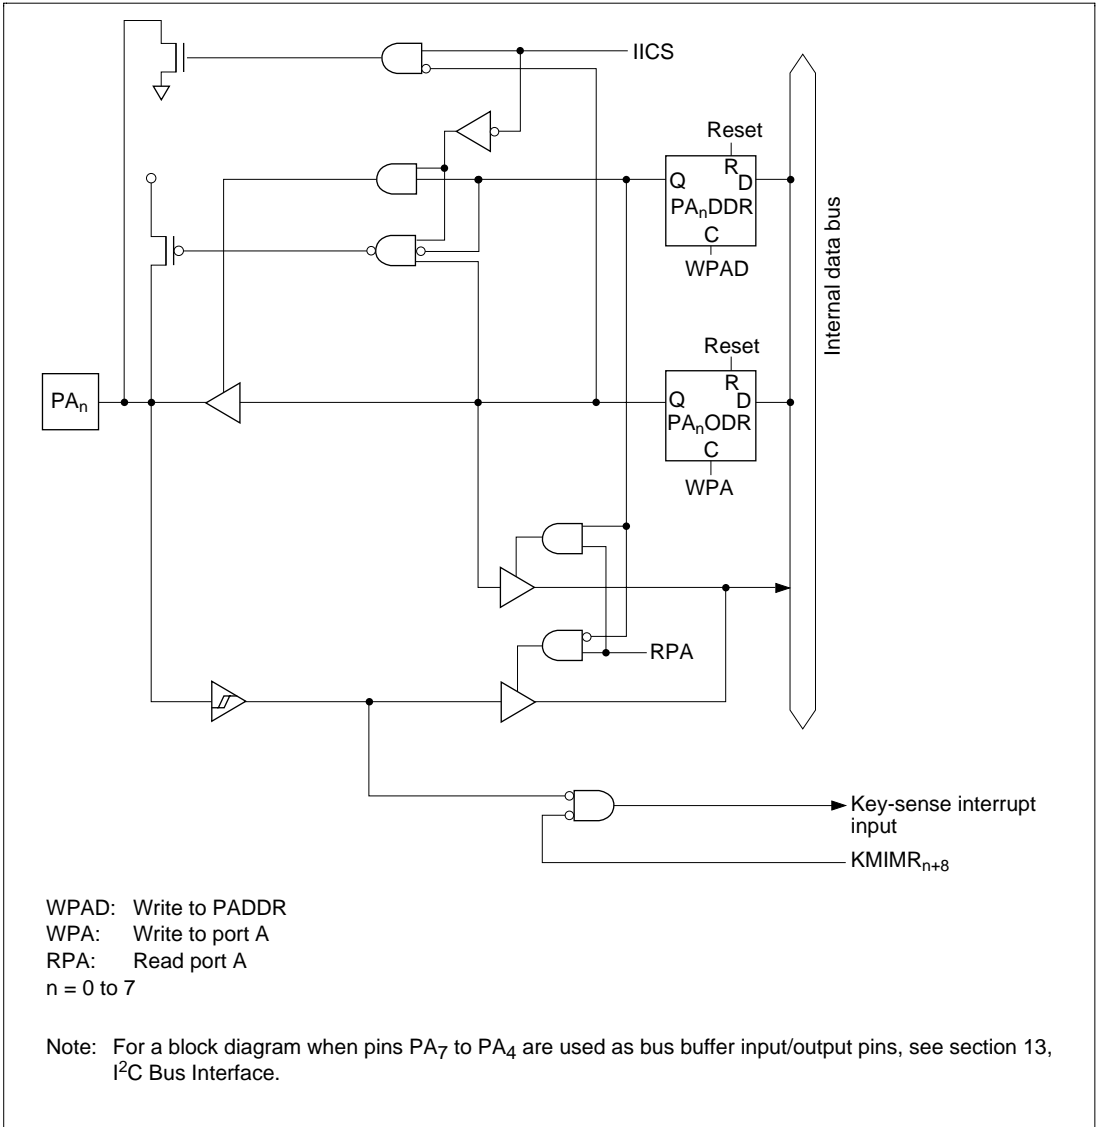 IICS
Reset
R
Q D
PAnDDR
C
WPAD
Internal data bus
Reset
R
Q D
PAnODR
C
WPA
PAn
RPA
Key-sense interrupt
input
KMIMRn+8
WPAD: Write to PADDR
WPA: Write to port A
RPA: Read port A
n = 0 to 7
Note: For a block diagram when pins PA7 to PA4 are used as bus buffer input/output pins, see section 13,
I2C Bus Interface.